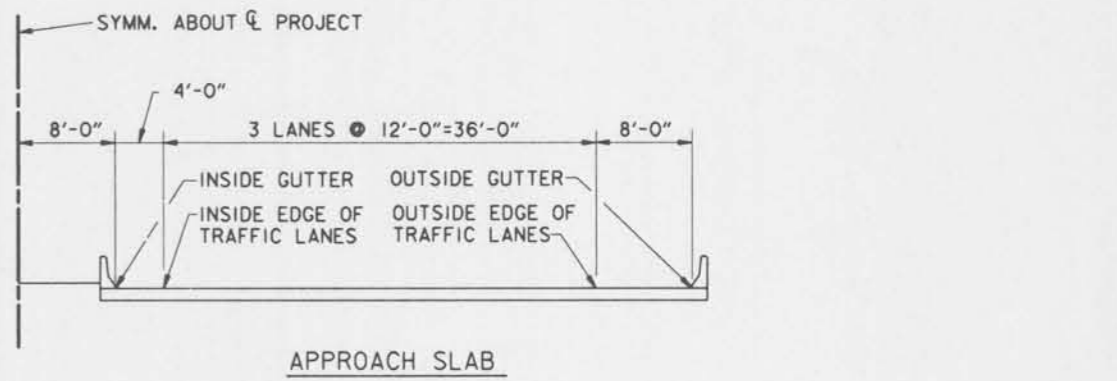 SYMM. ABOUT ℄ PROJECT
4'-0"
8'-0"
3 LANES @ 12'-0"=36'-0"
8'-0"
INSIDE GUTTER
OUTSIDE GUTTER
INSIDE EDGE OF
TRAFFIC LANES
OUTSIDE EDGE OF
TRAFFIC LANES
APPROACH SLAB